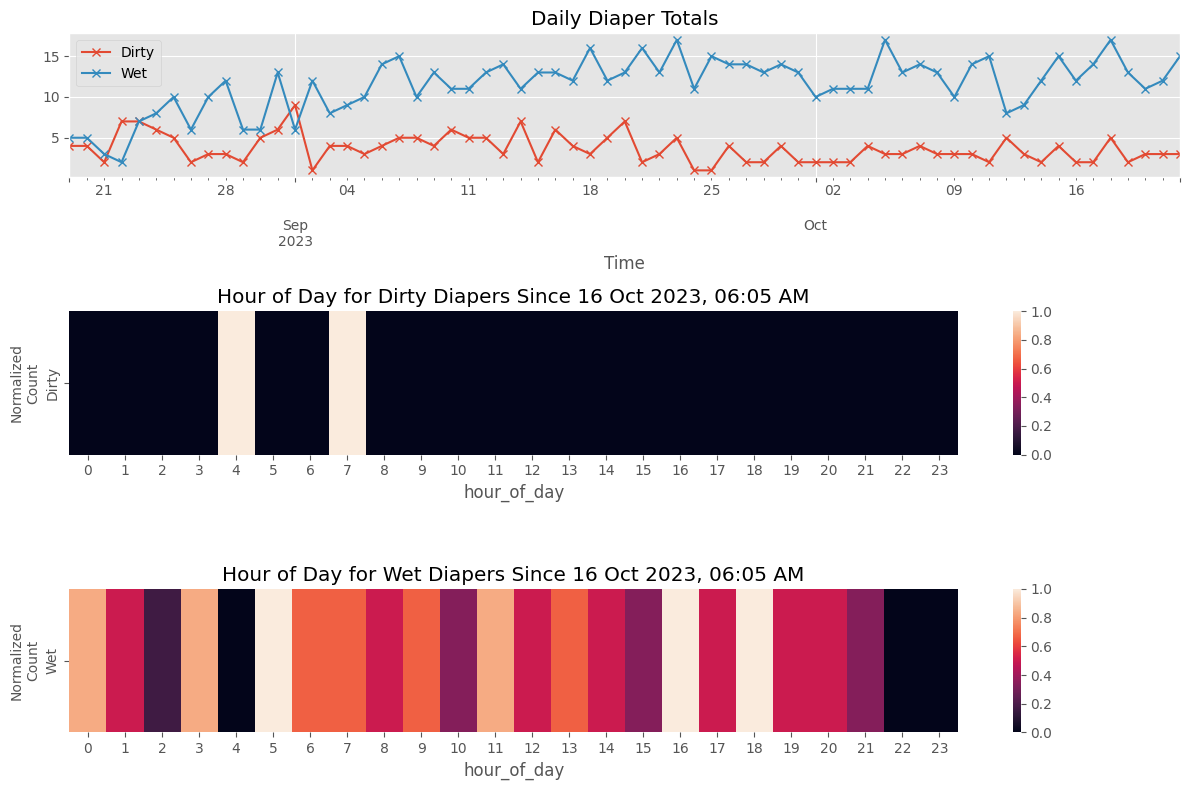 Daily Diaper Totals
Dirty
Wet
15
10
5
21 28 04 11 18 25 02 09 16
Sep Oct
2023
Time
Hour of Day for Dirty Diapers Since 16 Oct 2023, 06:05 AM
Normalized
Count
Dirty
0 1 2 3 4 5 6 7 8 9 10 11 12 13 14 15 16 17 18 19 20 21 22 23
hour_of_day
1.0
0.8
0.6
0.4
0.2
0.0
Hour of Day for Wet Diapers Since 16 Oct 2023, 06:05 AM
Normalized
Count
Wet
0 1 2 3 4 5 6 7 8 9 10 11 12 13 14 15 16 17 18 19 20 21 22 23
hour_of_day
1.0
0.8
0.6
0.4
0.2
0.0